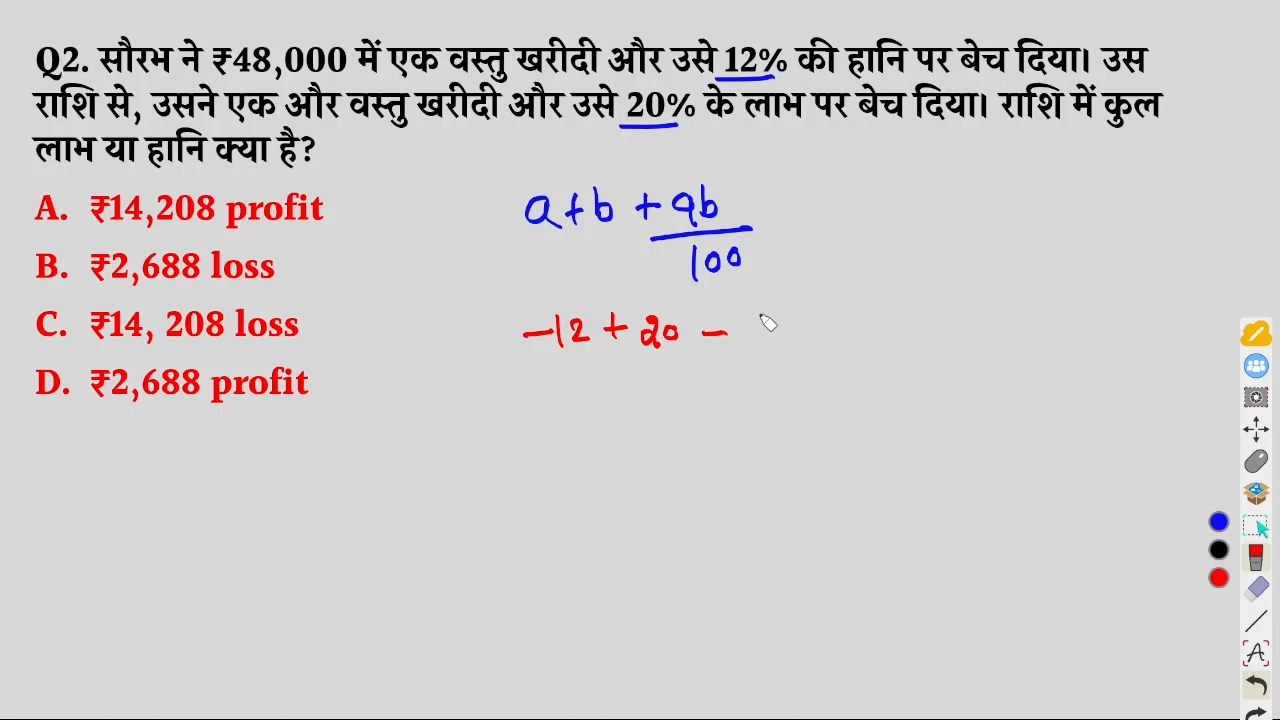 Q2. सौरभ ने ₹48,000 में एक वस्तु खरीदी और उसे 12% की हानि पर बेच दिया। उस
राशि से, उसने एक और वस्तु खरीदी और उसे 20% के लाभ पर बेच दिया। राशि में कुल
लाभ या हानि क्या है?
A. ₹14,208 profit
B. ₹2,688 loss
C. ₹14, 208 loss
D. ₹2,688 profit
a+b + ab
100
-12 + 20 -